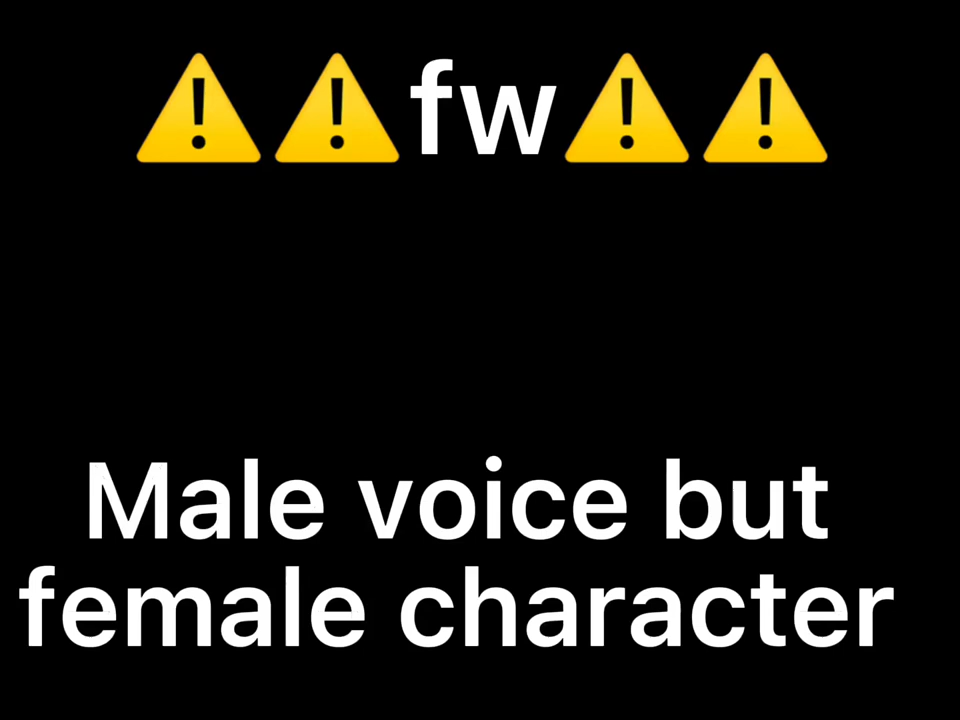 ⚠️⚠️fw⚠️⚠️
Male voice but
female character